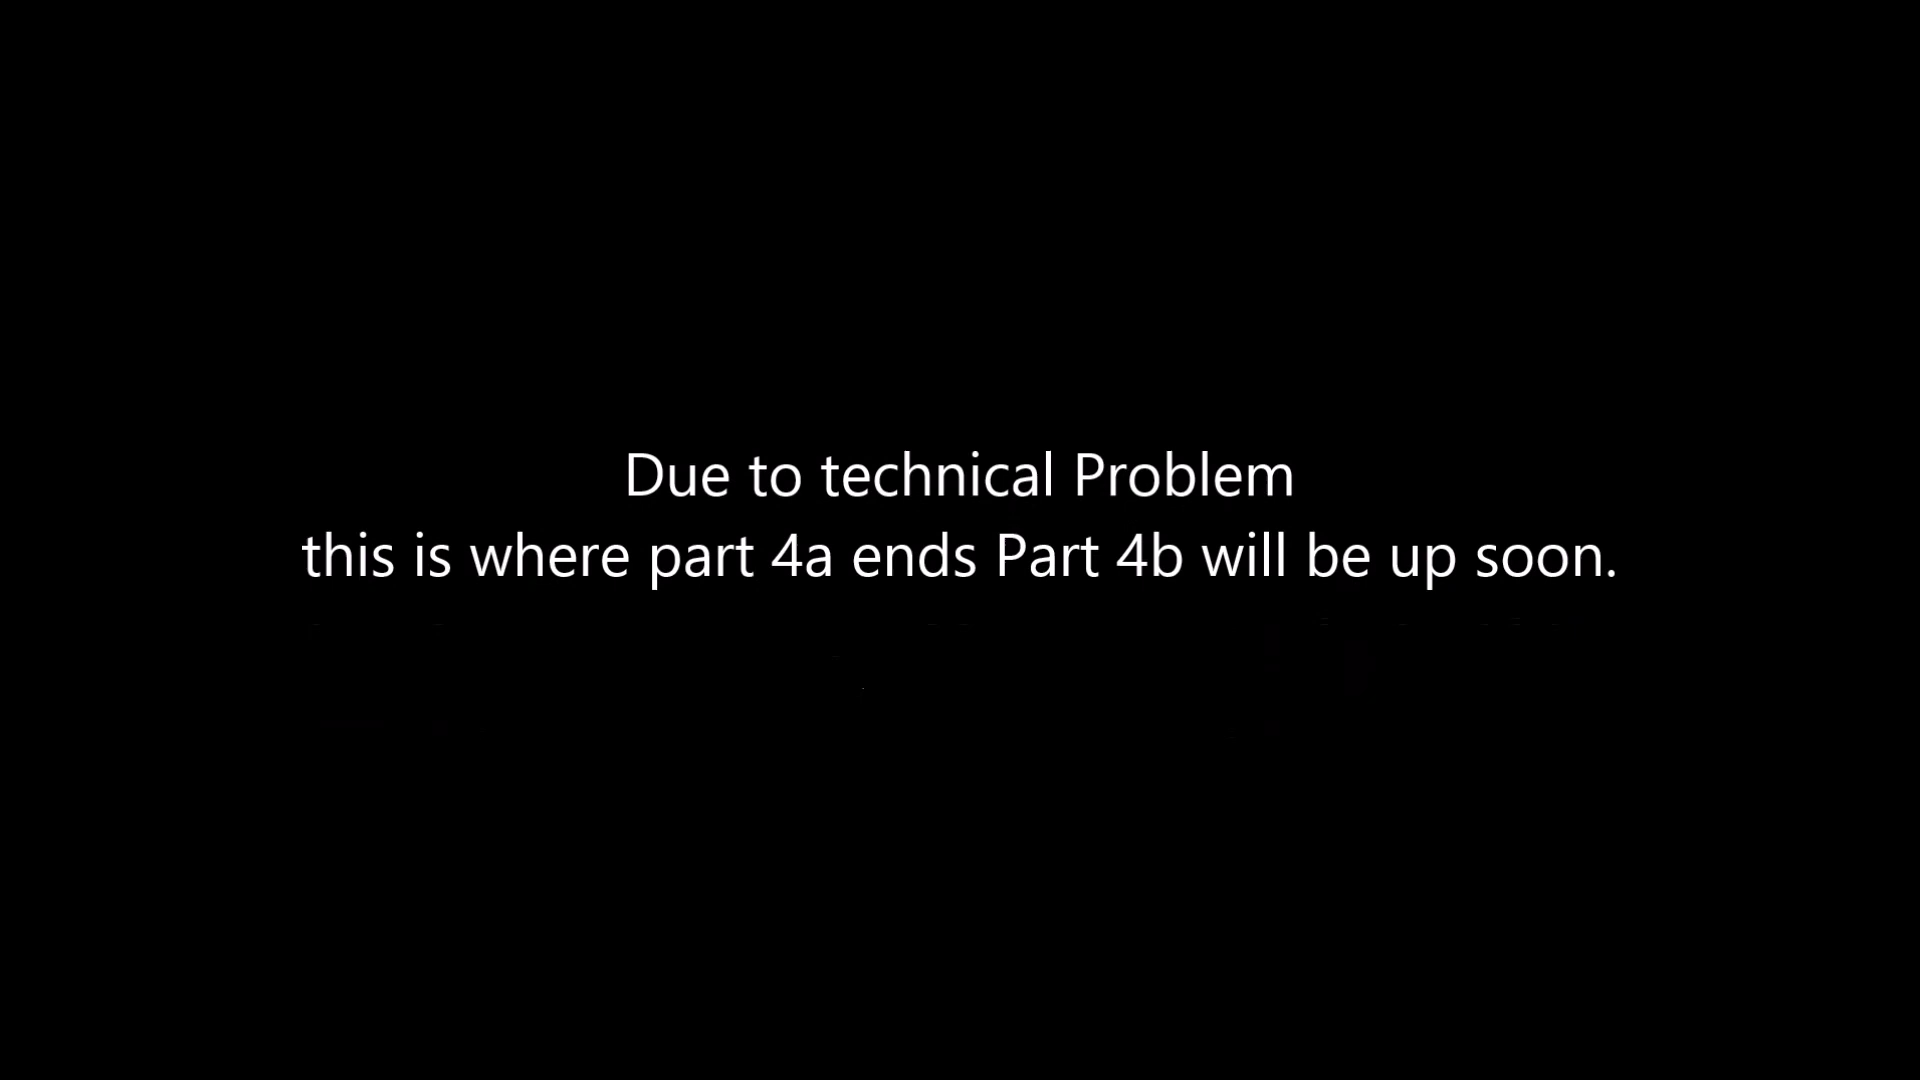 Due to technical Problem
this is where part 4a ends Part 4b will be up soon.